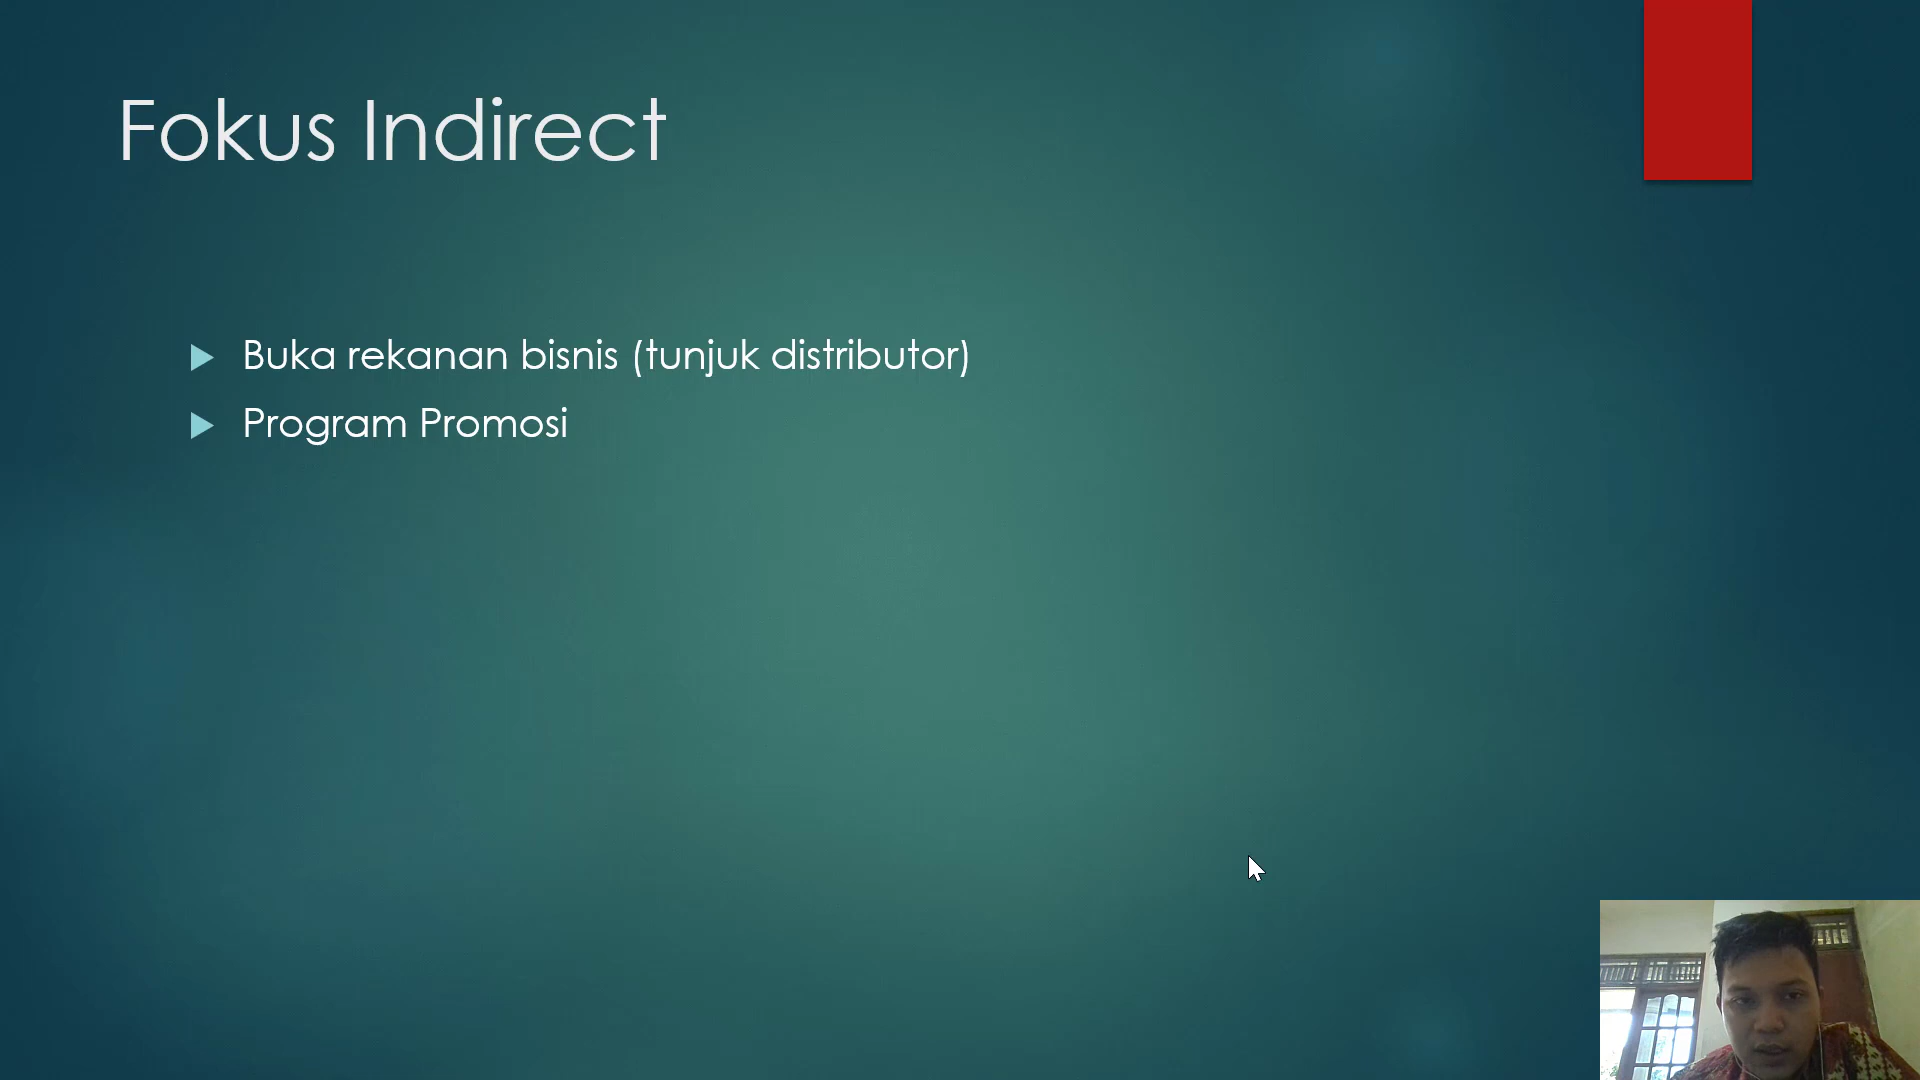 Fokus Indirect
Buka rekanan bisnis (tunjuk distributor)
Program Promosi